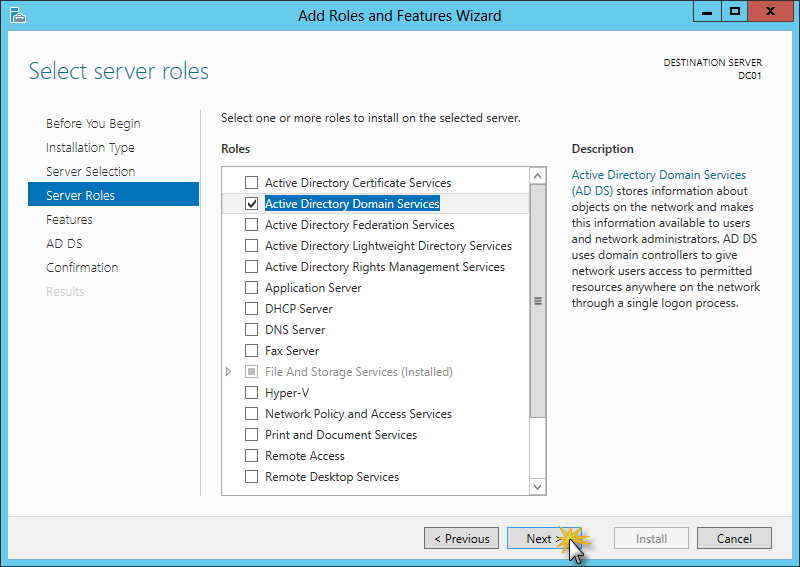 Add Roles and Features Wizard
Select server roles
DESTINATION SERVER
DC01
Before You Begin
Installation Type
Server Selection
Server Roles
Features
AD DS
Confirmation
Results
Select one or more roles to install on the selected server.
Roles
Active Directory Certificate Services
Active Directory Domain Services
Active Directory Federation Services
Active Directory Lightweight Directory Services
Active Directory Rights Management Services
Application Server
DHCP Server
DNS Server
Fax Server
File And Storage Services (Installed)
Hyper-V
Network Policy and Access Services
Print and Document Services
Remote Access
Remote Desktop Services
Description
Active Directory Domain Services
(AD DS) stores information about
objects on the network and makes
this information available to users
and network administrators. AD DS
uses domain controllers to give
network users access to permitted
resources anywhere on the network
through a single logon process.
< Previous
Next >
Install
Cancel